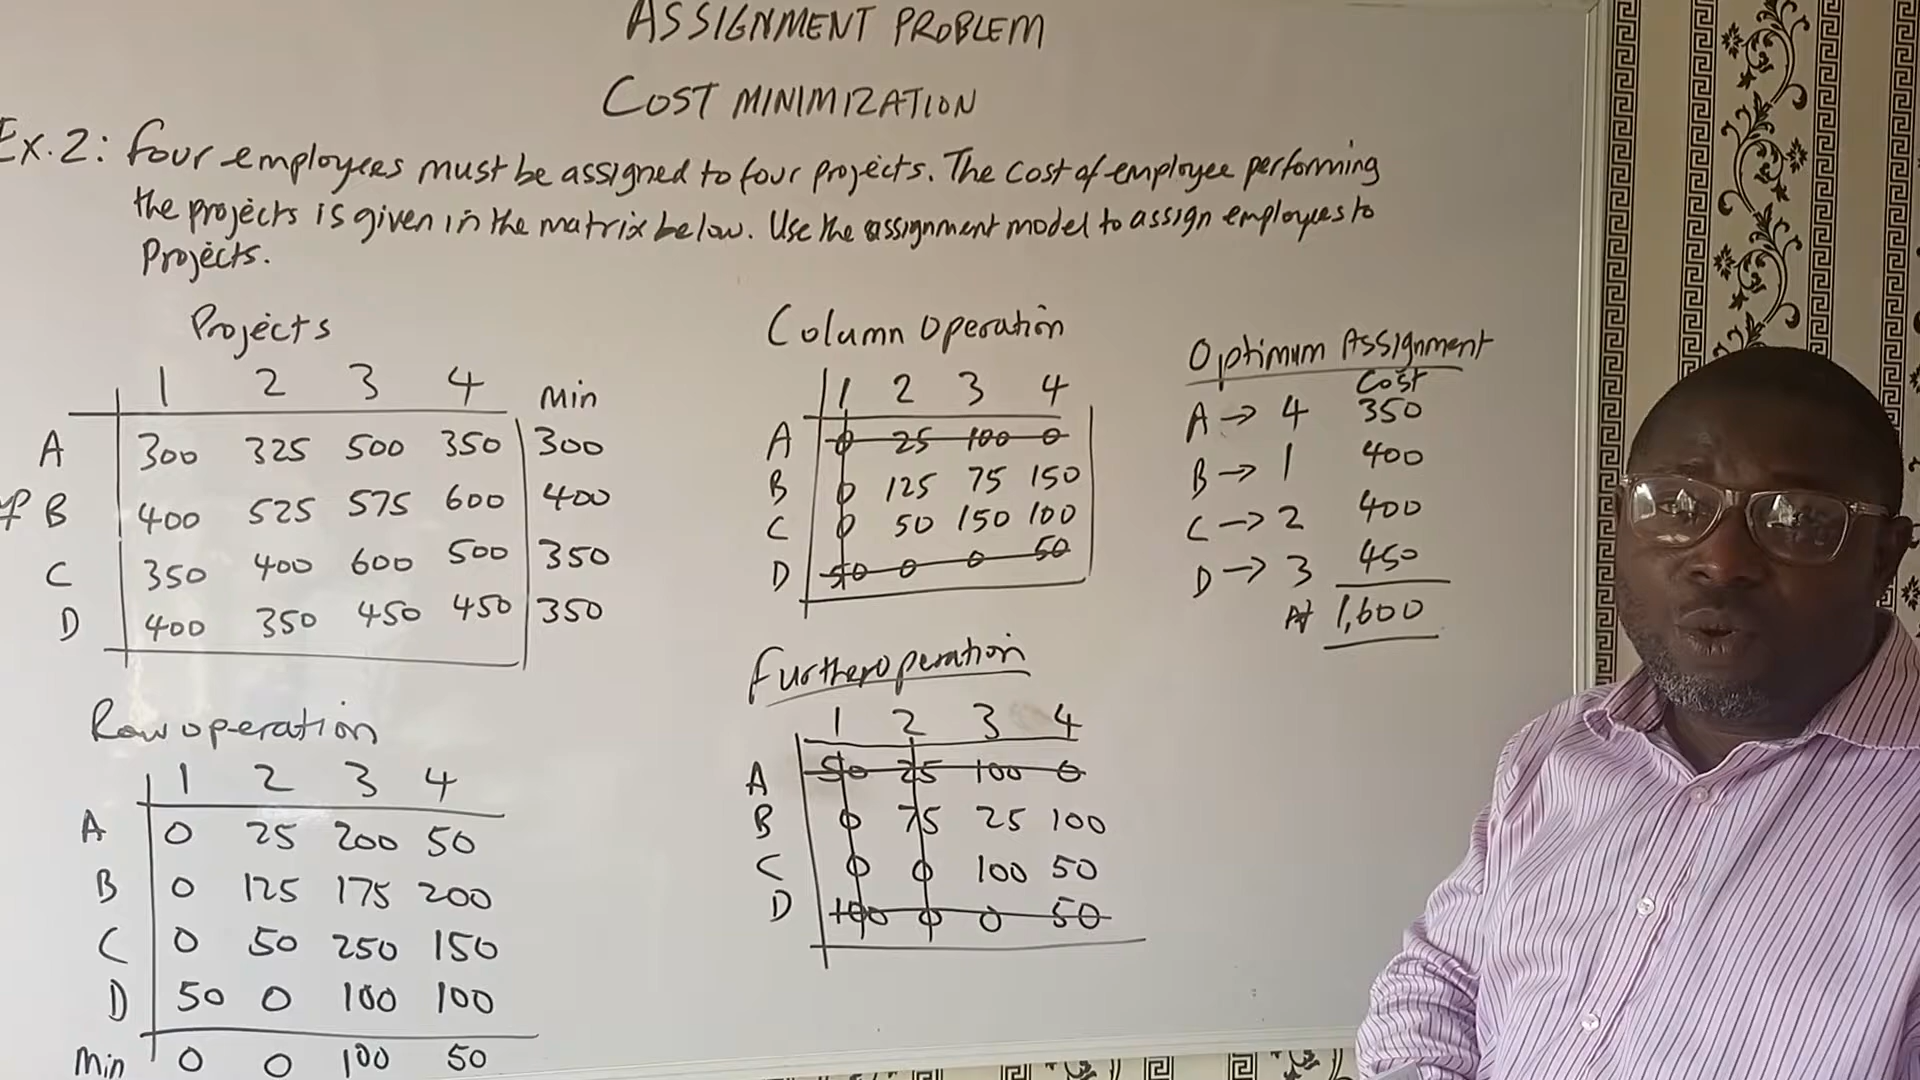 ASSIGNMENT PROBLEM
COST MINIMIZATION
Ex.2: Four employees must be assigned to four projects. The cost of employee performing
the projects is given in the matrix below. Use the assignment model to assign employees to
Projects.
Projects
1 2 3 4 Min
A 300 325 500 350 300
B 400 525 575 600 400
C 350 400 600 500 350
D 400 350 450 450 350
Row operation
1 2 3 4
A 0 25 200 50
B 0 125 175 200
C 0 50 250 150
D 50 0 100 100
Min 0 0 100 50
Column Operation
1 2 3 4
A 0 25 100 0
B 0 125 75 150
C 0 50 150 100
D 50 0 0 50
Further operation
1 2 3 4
A 50 25 100 0
B 0 75 25 100
C 0 0 100 50
D 100 0 0 50
Optimum Assignment
Cost
A → 4 350
B → 1 400
C → 2 400
D → 3 450
1,600